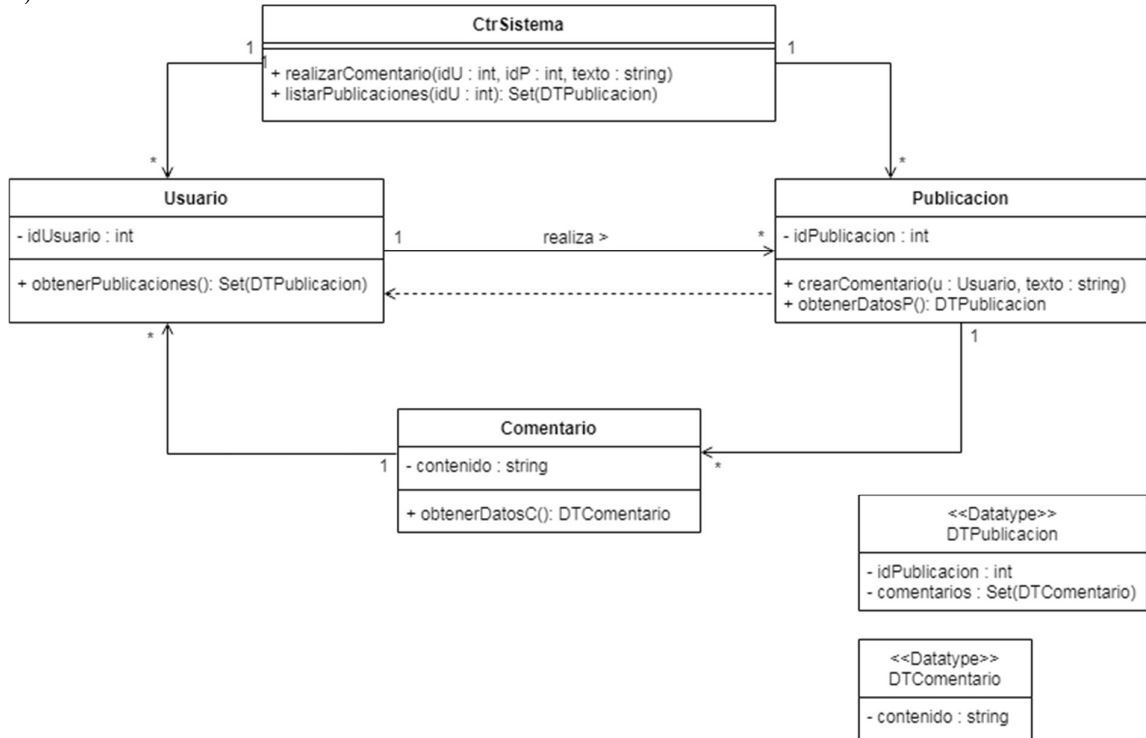 )
CtrSistema
1
1
1
+ realizarComentario(idU : int, idP : int, texto : string)
+ listarPublicaciones(idU : int): Set(DTPublicacion)
*
*
Usuario
- idUsuario : int
+ obtenerPublicaciones(): Set(DTPublicacion)
1
realiza >
*
Publicacion
- idPublicacion : int
+ crearComentario(u : Usuario, texto : string)
+ obtenerDatosP(): DTPublicacion
*
1
Comentario
- contenido : string
+ obtenerDatosC(): DTComentario
1
*
<<Datatype>>
DTPublicacion
- idPublicacion : int
- comentarios : Set(DTComentario)
<<Datatype>>
DTComentario
- contenido : string